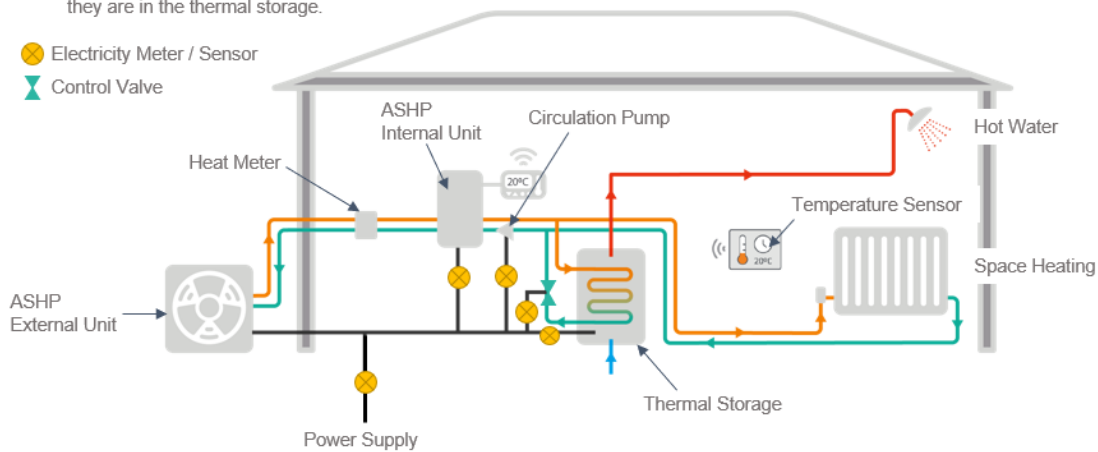 they are in the thermal storage.
Electricity Meter / Sensor
Control Valve
ASHP
Internal Unit
Circulation Pump
Hot Water
Heat Meter
20ºC
Temperature Sensor
20ºC
Space Heating
ASHP
External Unit
Thermal Storage
Power Supply